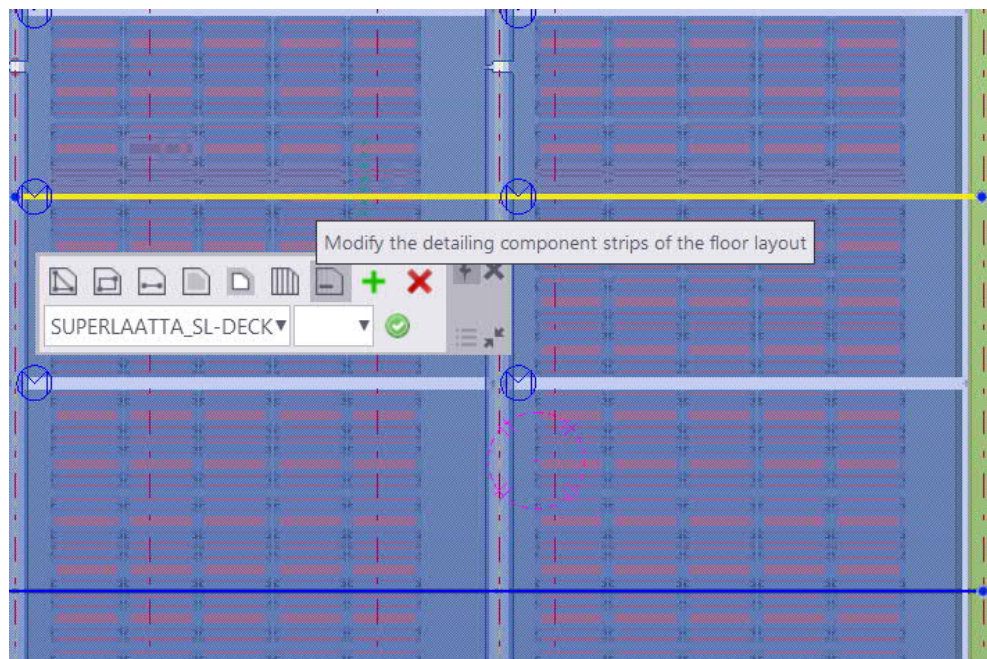 Modify the detailing component strips of the floor layout
SUPERLAATTA_SL-DECK